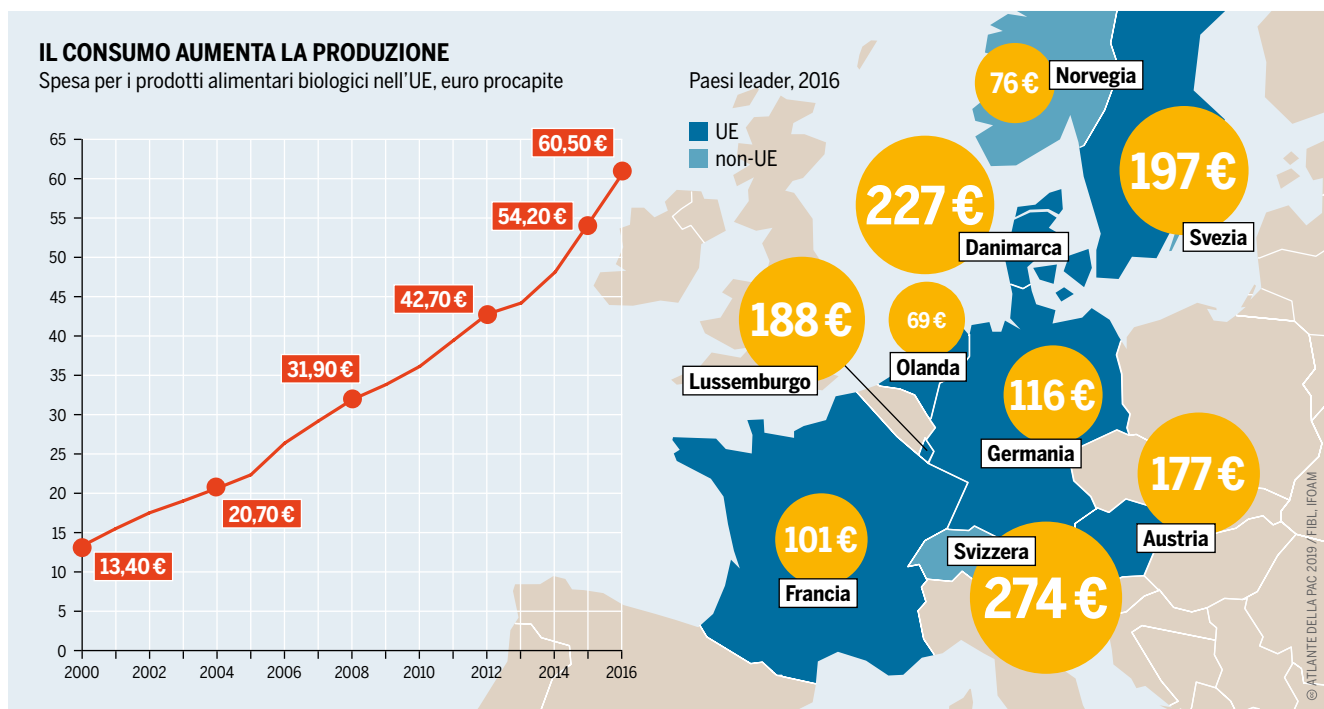 IL CONSUMO AUMENTA LA PRODUZIONE
Spesa per i prodotti alimentari biologici nell'UE, euro procapite
65
60
55
50
45
40
35
30
25
20
15
10
5
0
2000
2002
2004
2006
2008
2010
2012
2014
2016
13,40 €
20,70 €
31,90 €
42,70 €
54,20 €
60,50 €
Paesi leader, 2016
UE
non-UE
76 €
Norvegia
197 €
Svezia
227 €
Danimarca
188 €
Lussemburgo
69 €
Olanda
116 €
Germania
177 €
Austria
101 €
Francia
Svizzera
274 €
© ATLANTE DELLA PAC 2019 / FIBL, IFOAM